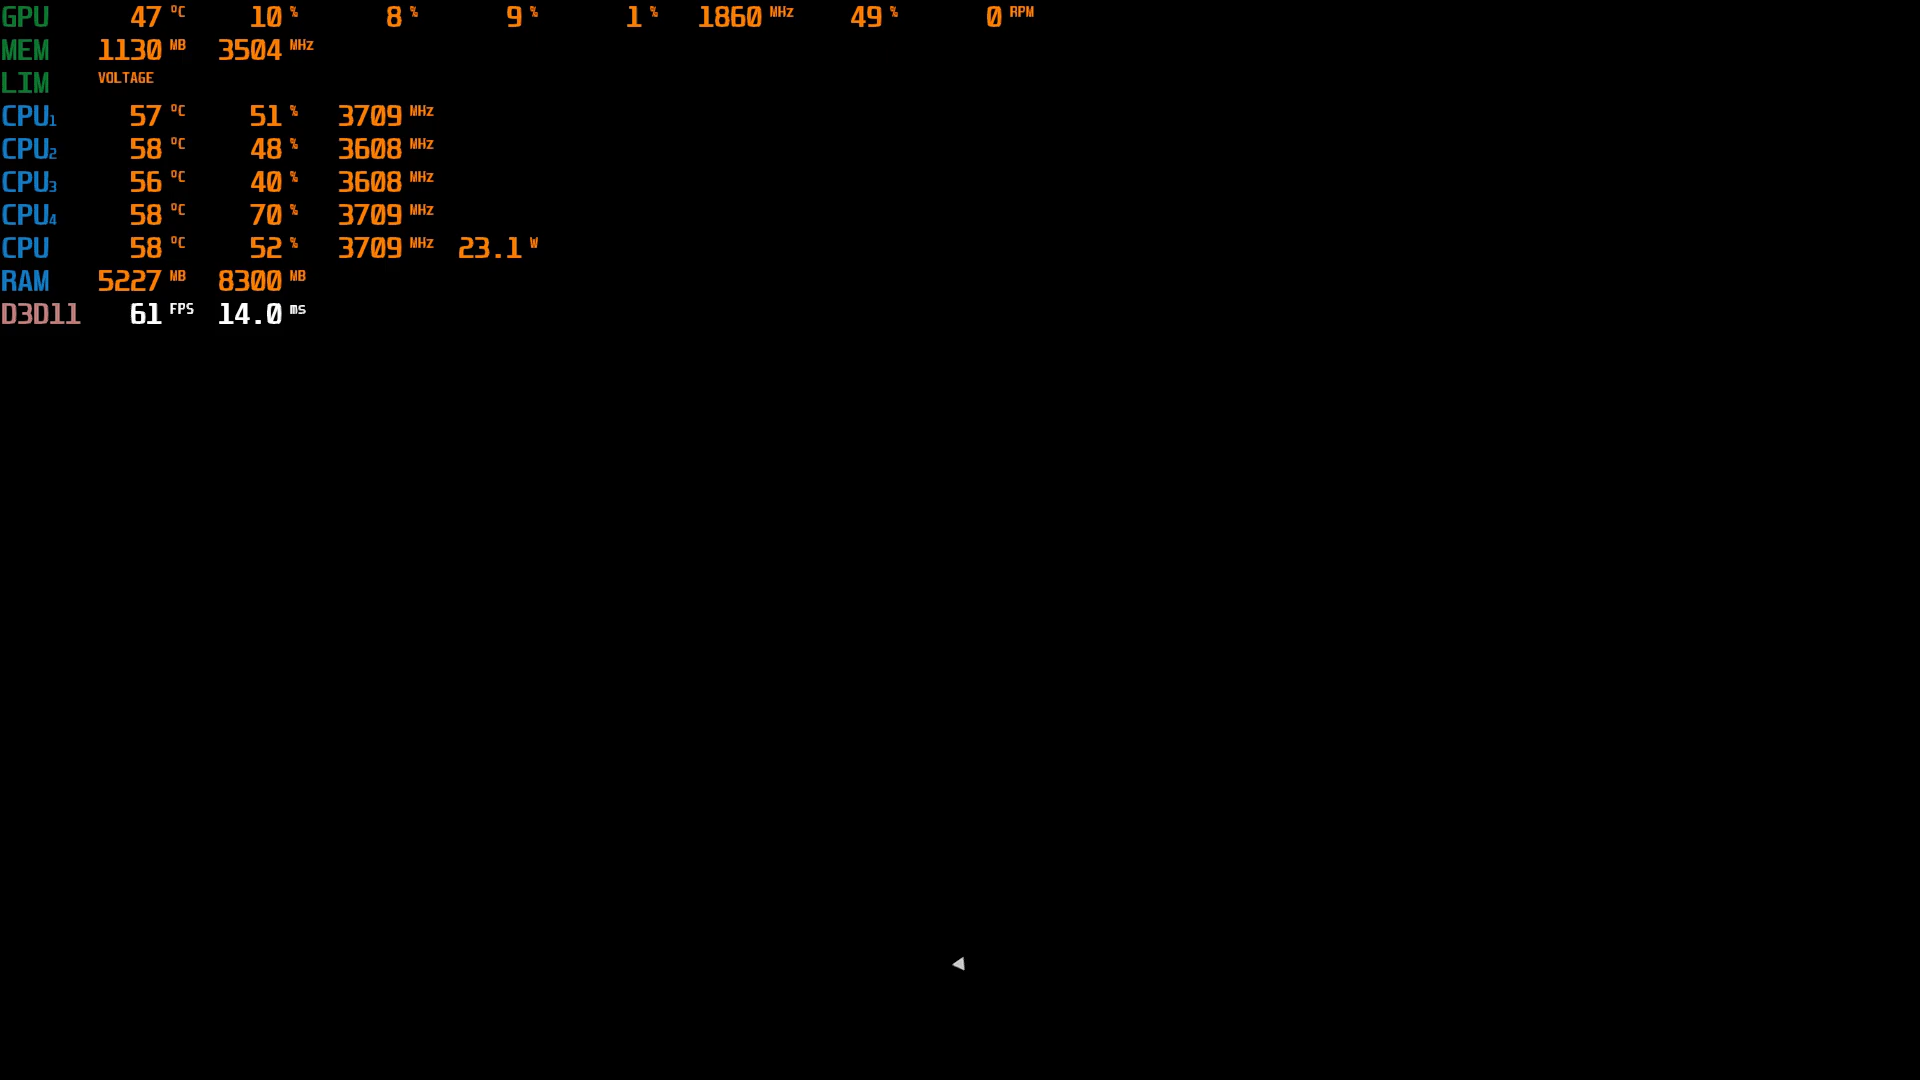 GPU 47 °C 10 % 8 % 9 % 1 % 1860 MHz 49 % 0 RPM
MEM 1130 MB 3504 MHz
LIM VOLTAGE
CPU1 57 °C 51 % 3709 MHz
CPU2 58 °C 48 % 3608 MHz
CPU3 56 °C 40 % 3608 MHz
CPU4 58 °C 70 % 3709 MHz
CPU 58 °C 52 % 3709 MHz 23.1 W
RAM 5227 MB 8300 MB
D3D11 61 FPS 14.0 ms